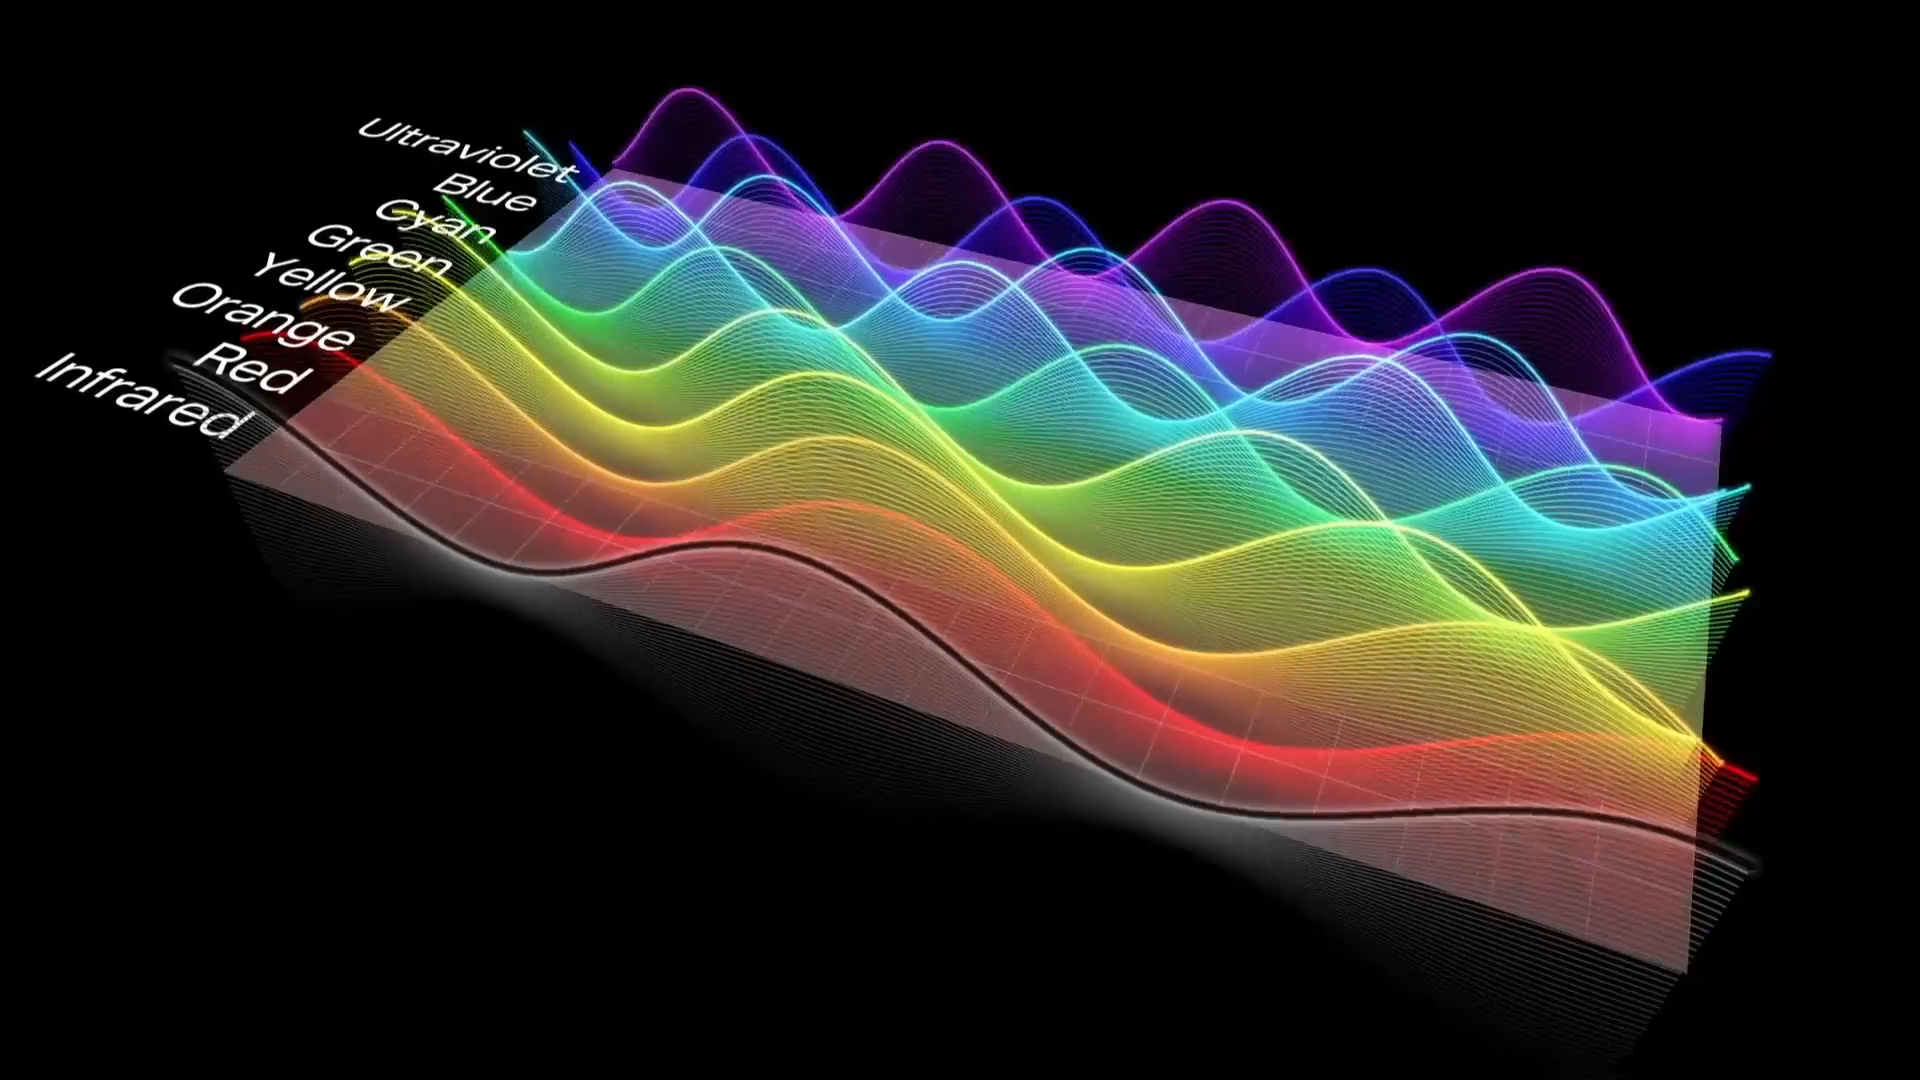 Ultraviolet
Blue
Cyan
Green
Yellow
Orange
Red
Infrared